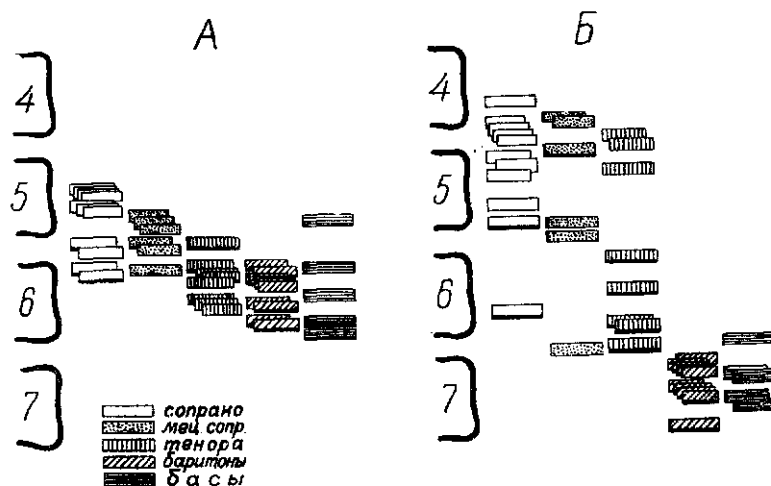 А
4
5
6
7
Б
4
5
6
7
сопрано
мец. сопр.
тенора
баритоны
басы